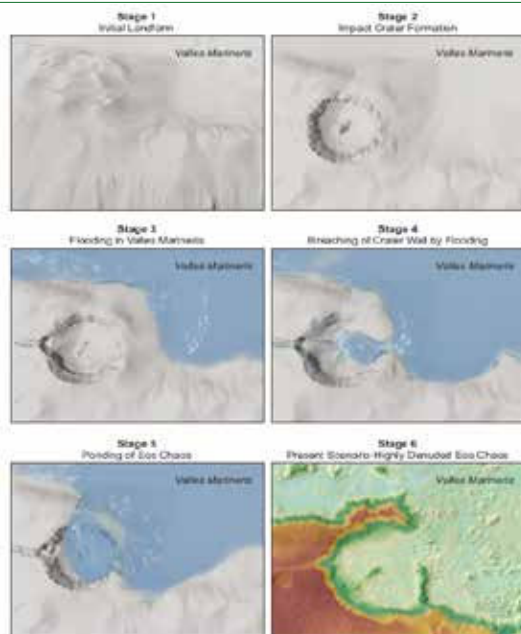 Stage 1
Initial Landform
Valles Marineris
Stage 2
Impact Crater Formation
Valles Marineris
Stage 3
Flooding in Valles Marineris
Valles Marineris
Stage 4
Breaching of Crater Wall by Flooding
Valles Marineris
Stage 5
Ponding of Eos Chaos
Valles Marineris
Stage 6
Present Scenario-Highly Denuded Eos Chaos
Valles Marineris